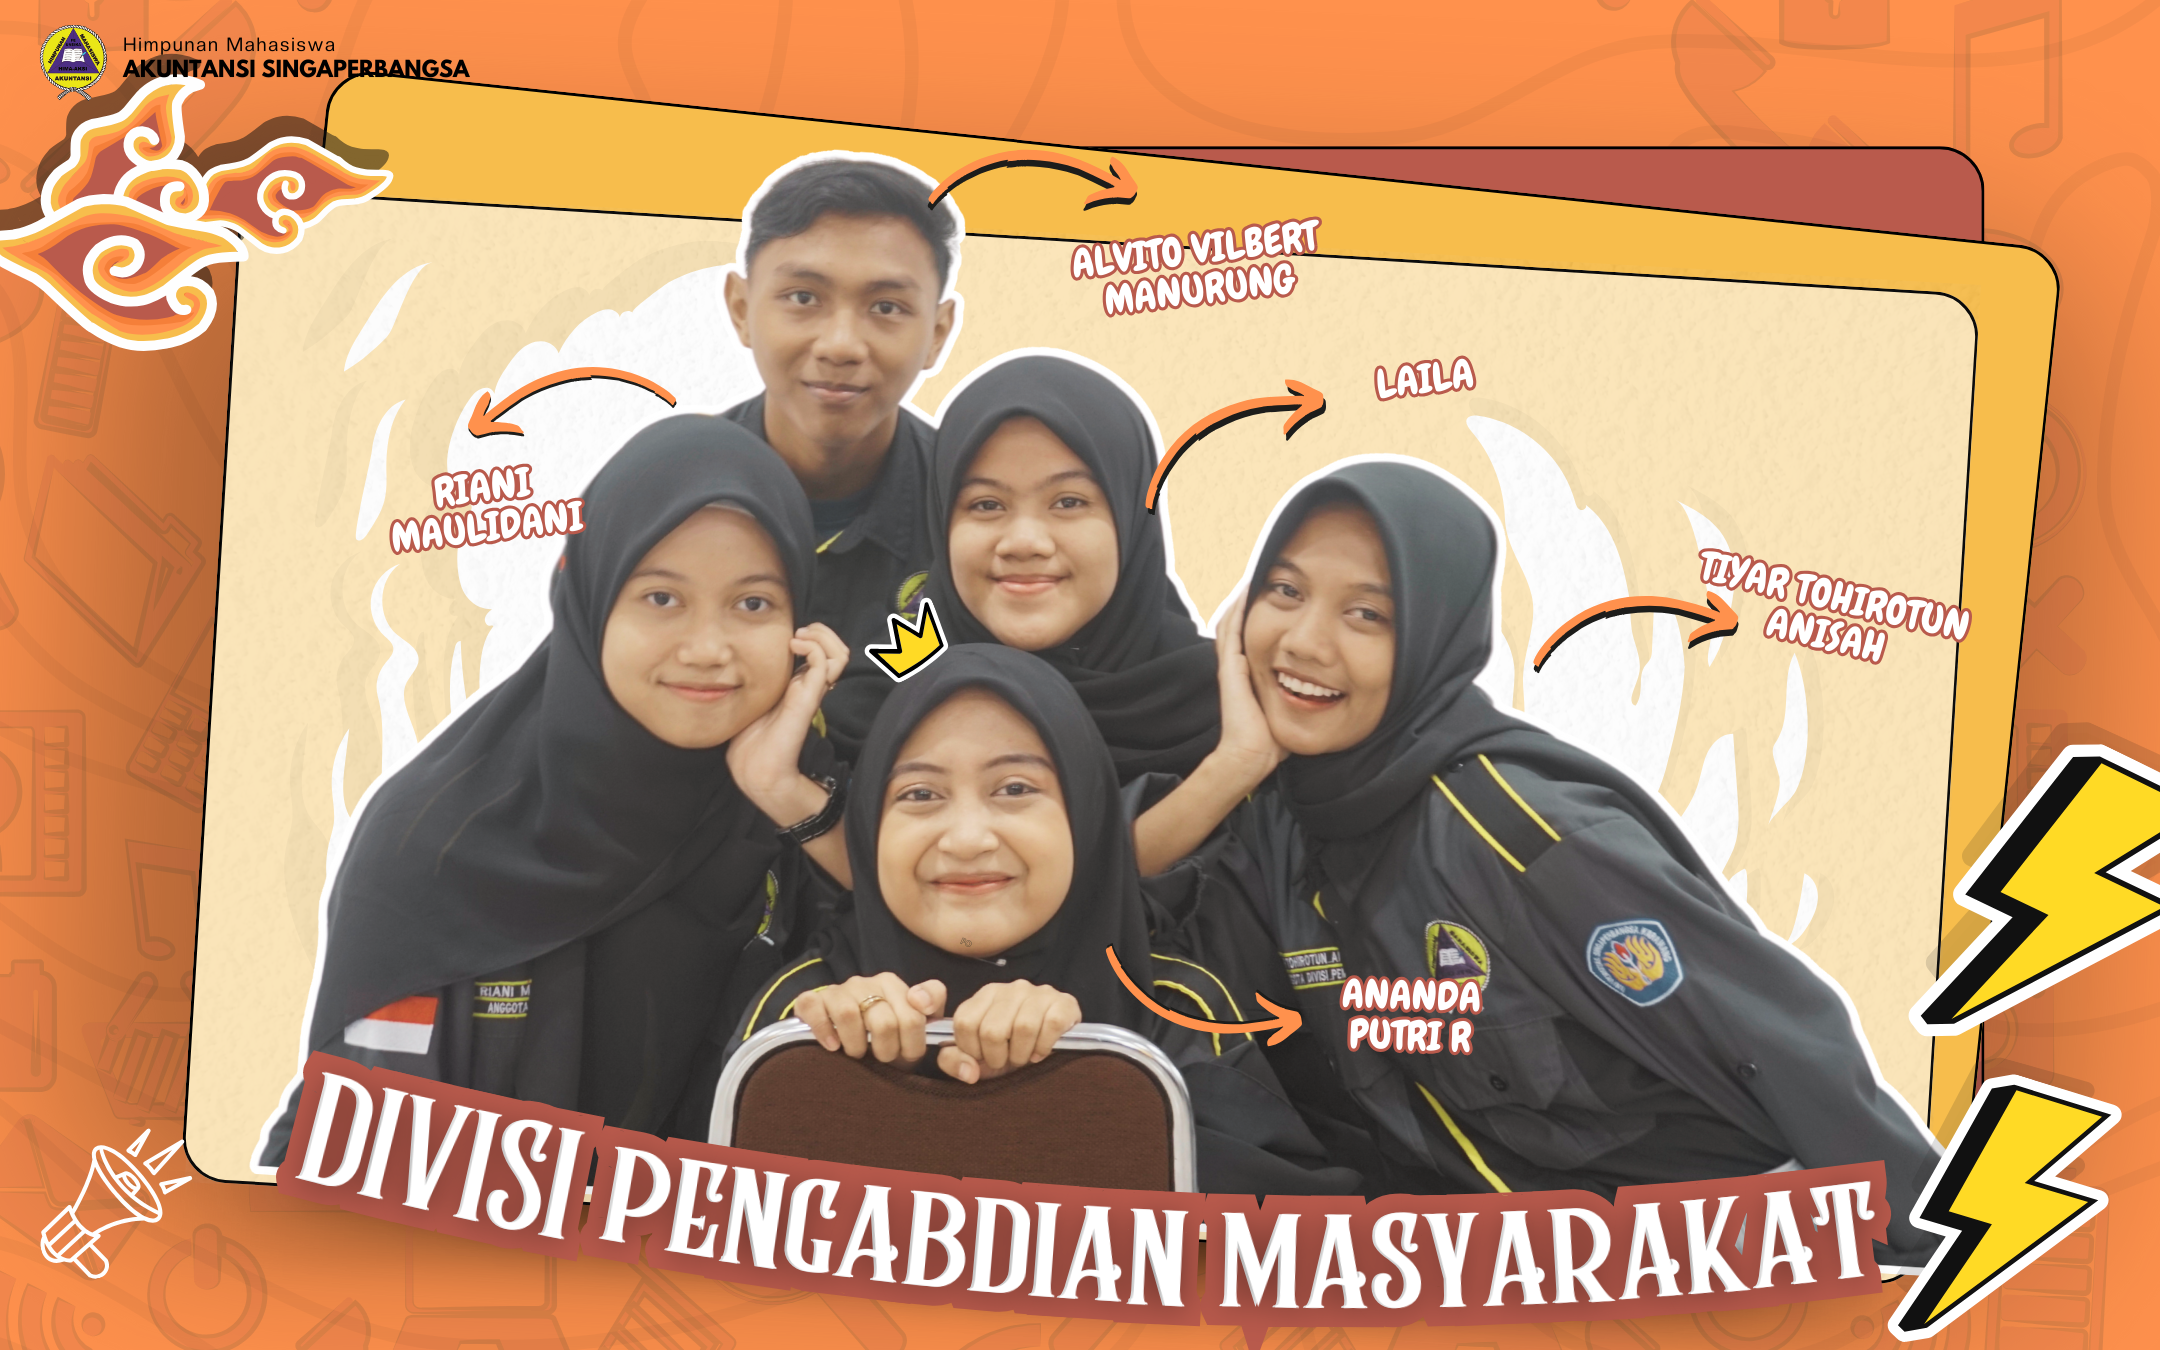 Himpunan Mahasiswa
AKUNTANSI SINGAPERBANGSA
AKUNTANSI
ALVITO VILBERT
MANURUNG
LAILA
RIANI
MAULIDANI
TIYAR TOHIROTUN
ANISAH
RIANI M
ANGGOTA
ANANDA
PUTRI R
DIVISI PENGABDIAN MASYARAKAT